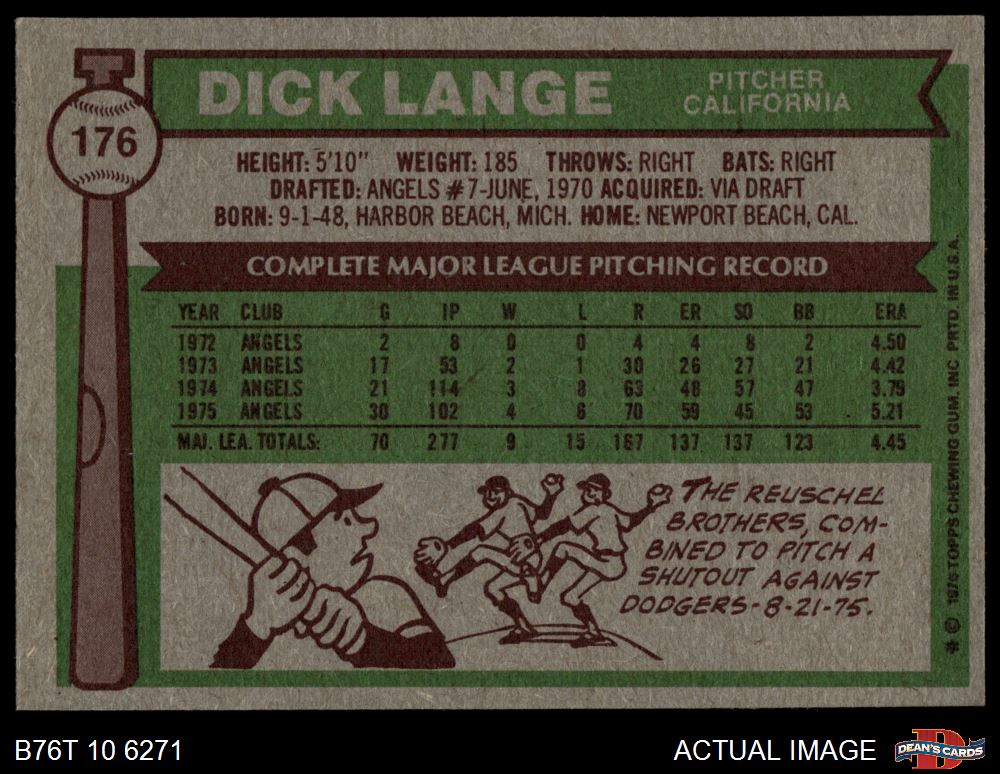 DICK LANGE
PITCHER
CALIFORNIA
176
HEIGHT: 5'10" WEIGHT: 185 THROWS: RIGHT BATS: RIGHT
DRAFTED: ANGELS #7-JUNE, 1970 ACQUIRED: VIA DRAFT
BORN: 9-1-48, HARBOR BEACH, MICH. HOME: NEWPORT BEACH, CAL.
COMPLETE MAJOR LEAGUE PITCHING RECORD
YEAR CLUB G IP W L R ER SO BB ERA
1972 ANGELS 2 8 0 0 4 4 8 2 4.50
1973 ANGELS 17 53 2 1 30 26 27 21 4.42
1974 ANGELS 21 114 3 8 63 48 57 47 3.79
1975 ANGELS 30 102 4 6 70 59 45 53 5.21
MAJ. LEA. TOTALS: 70 277 9 15 167 137 137 123 4.45
THE REUSCHEL
BROTHERS, COM-
BINED TO PITCH A
SHUTOUT AGAINST
DODGERS-8-21-75.
* © 1976 TOPPS CHEWING GUM, INC. PRTD. IN U.S.A.
B76T 10 6271
ACTUAL IMAGE
D
DEAN'S CARDS